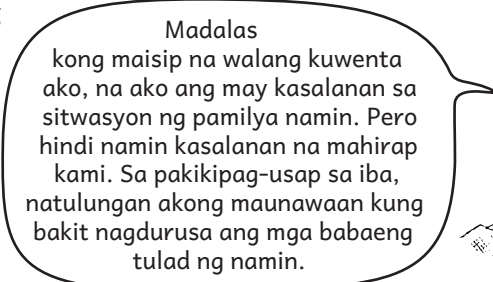 Madalas
kong maisip na walang kuwenta
ako, na ako ang may kasalanan sa
sitwasyon ng pamilya namin. Pero
hindi namin kasalanan na mahirap
kami. Sa pakikipag-usap sa iba,
natulungan akong maunawaan kung
bakit nagdurusa ang mga babaeng
tulad ng namin.